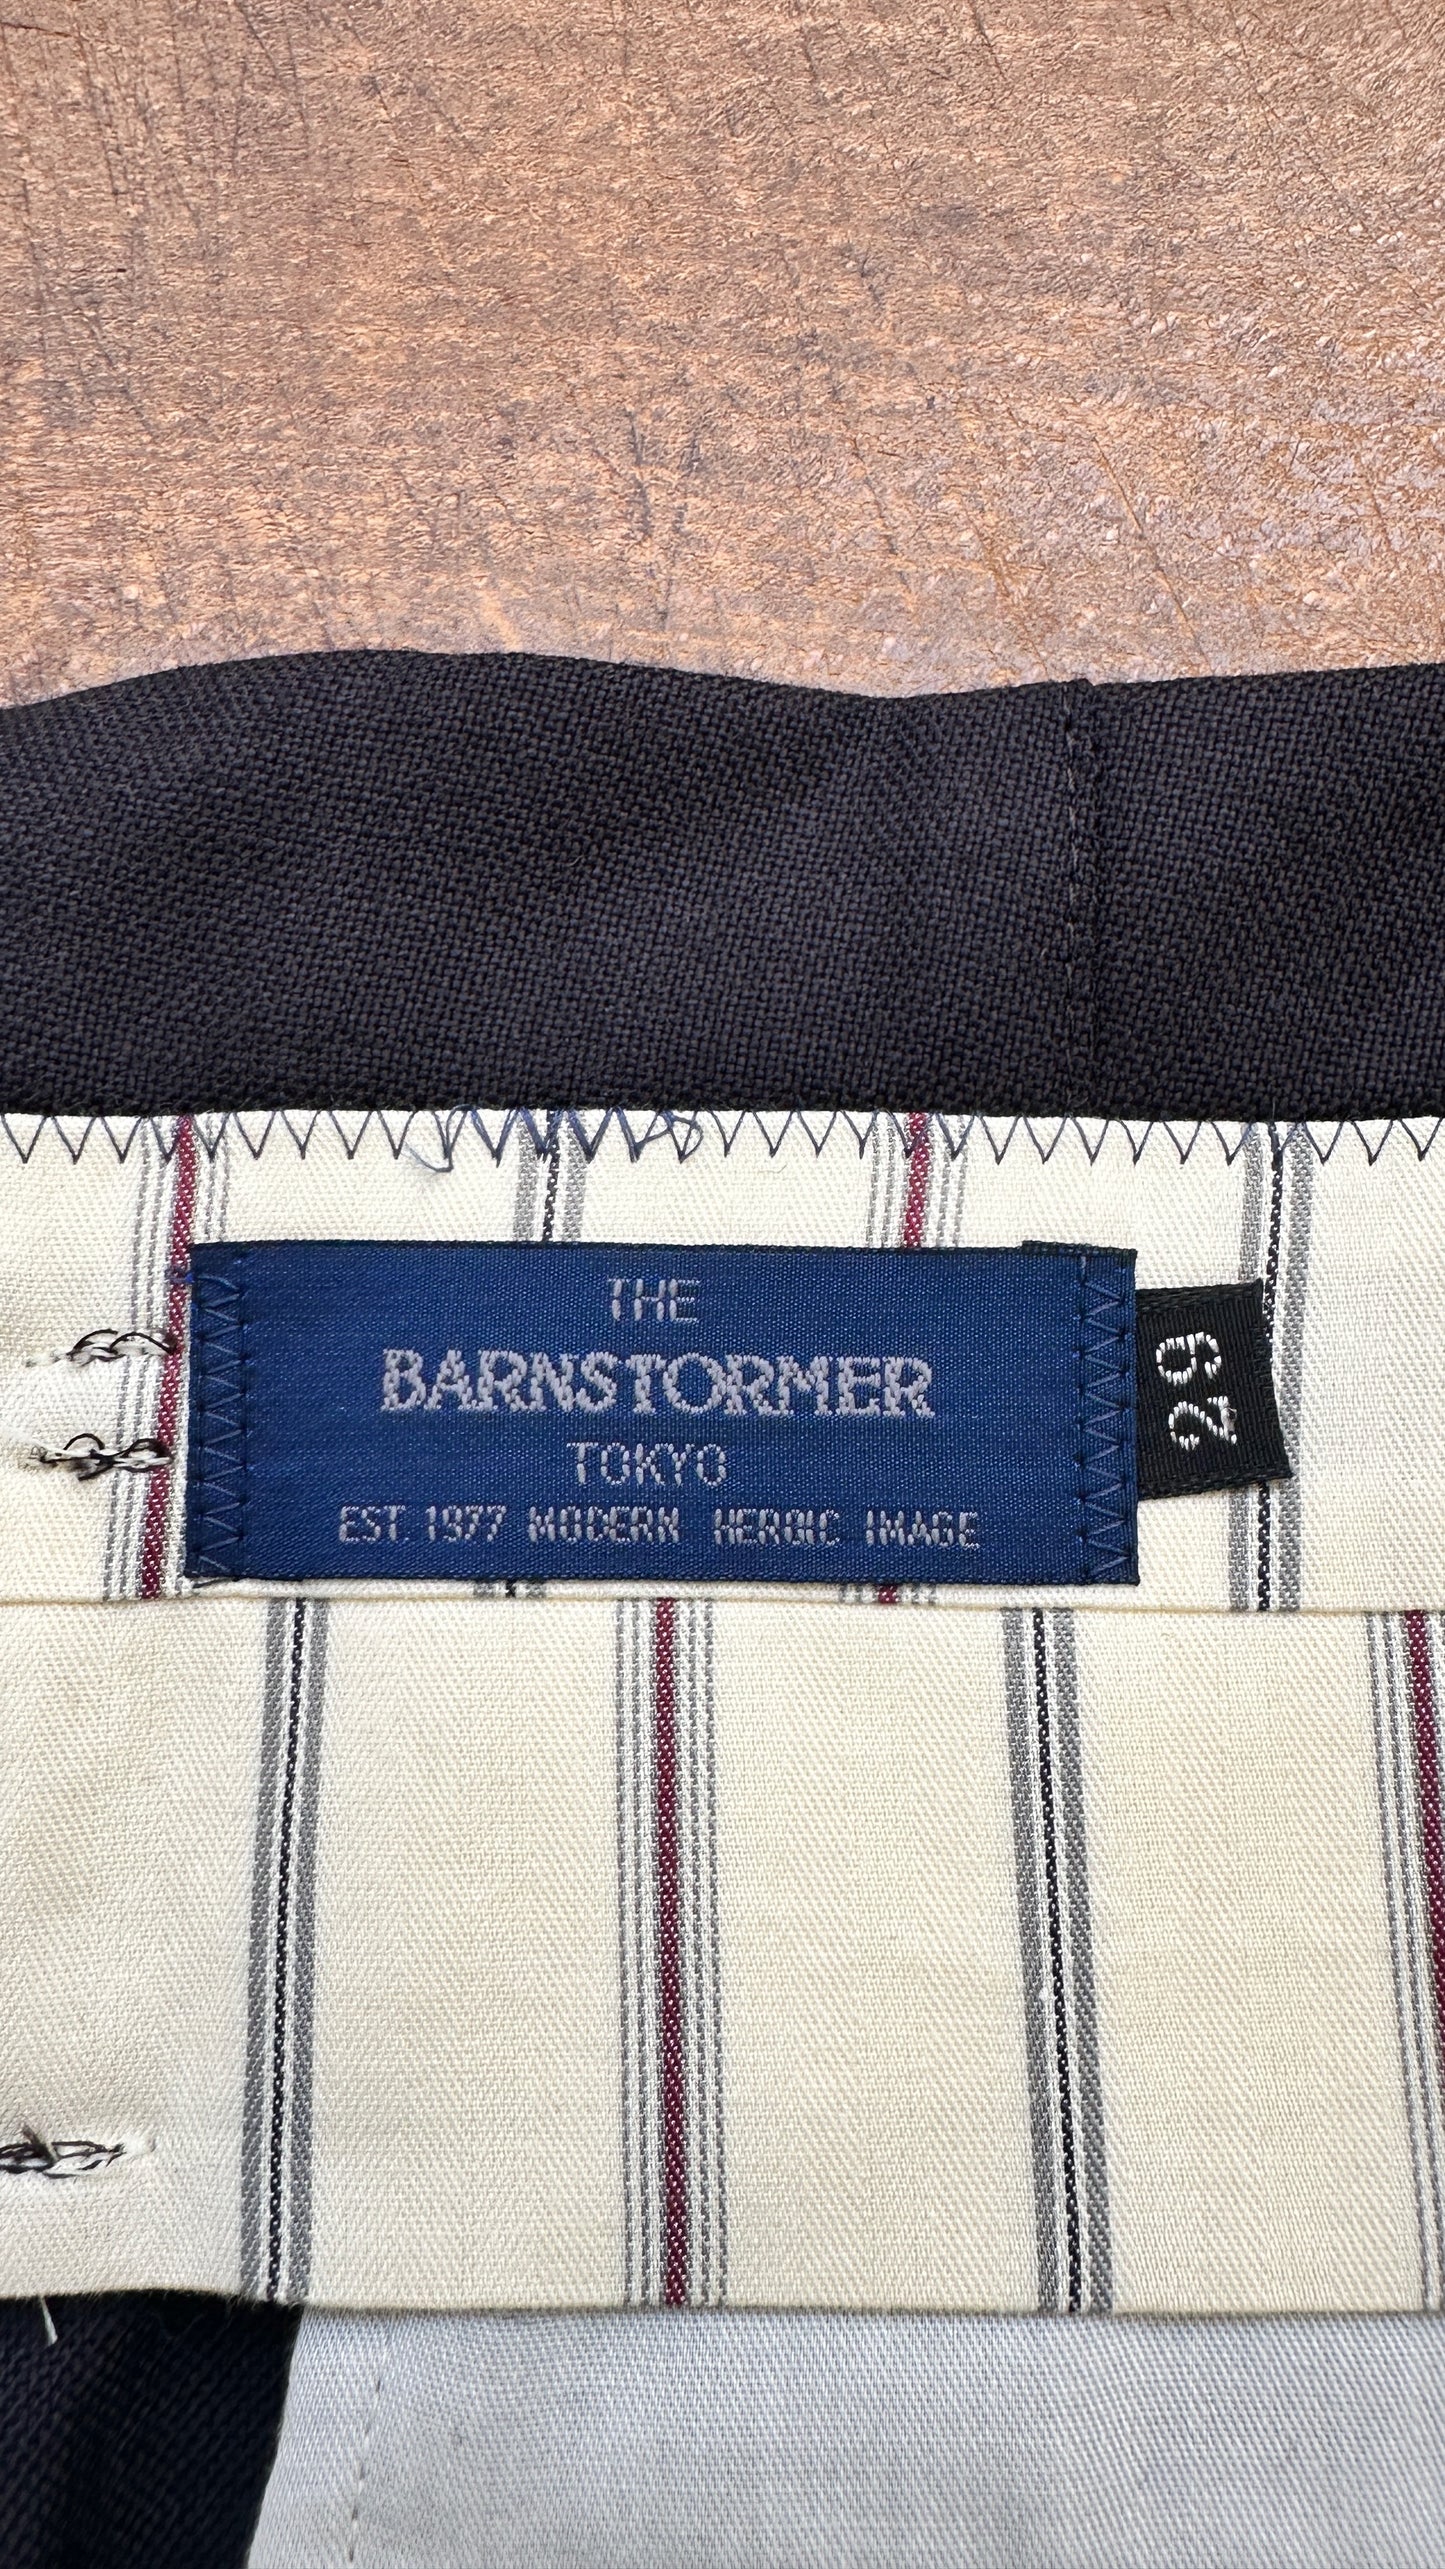 THE
BARNSTORMER
TOKYO
EST. 1977 MODERN HEROIC IMAGE
29